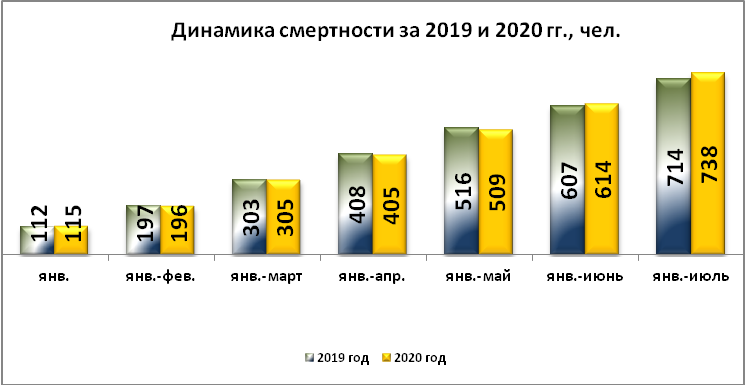 Динамика смертности за 2019 и 2020 гг., чел.
112 115 197 196 303 305 408 405 516 509 607 614 714 738
янв. янв.-фев. янв.-март янв.-апр. янв.-май янв.-июнь янв.-июль
2019 год 2020 год